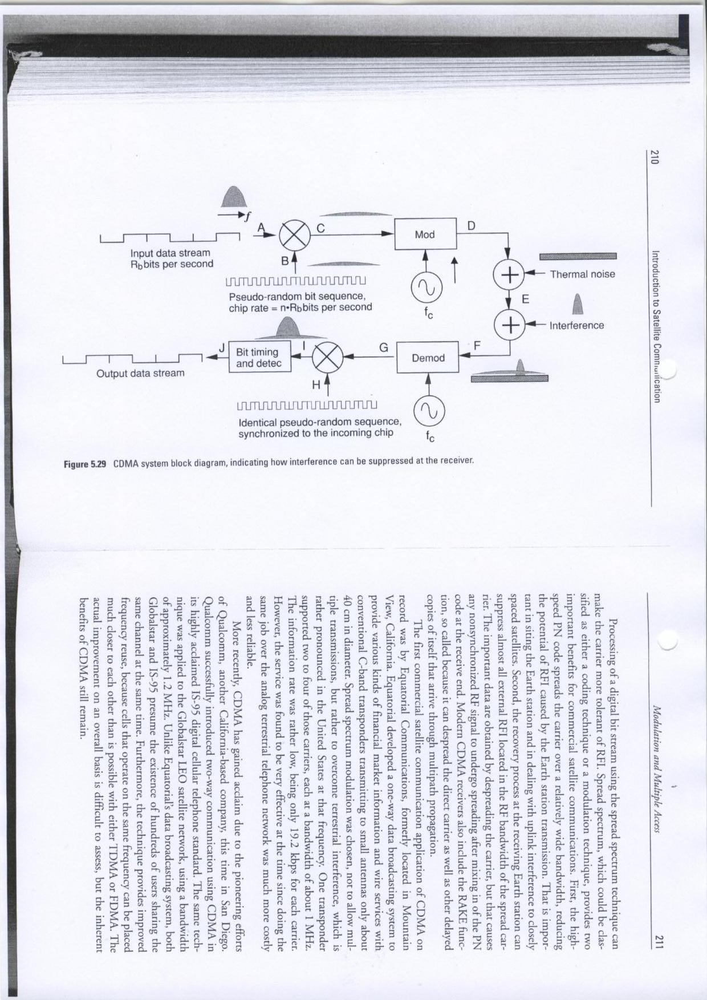 210
Introduction to Satellite Communication
f
A
C
D
Mod
Input data stream
Rb bits per second
B
Thermal noise
Pseudo-random bit sequence,
chip rate = n•Rb bits per second
fc
E
Interference
J
Bit timing
and detec
I
G
F
Demod
Output data stream
H
Identical pseudo-random sequence,
synchronized to the incoming chip
fc
Figure 5.29 CDMA system block diagram, indicating how interference can be suppressed at the receiver.
Modulation and Multiple Access
211
Processing of a digital bit stream using the spread spectrum technique can
make the carrier more tolerant of RFI. Spread spectrum, which could be clas-
sified as either a coding technique or a modulation technique, provides two
important benefits for commercial satellite communications. First, the high-
speed PN code spreads the carrier over a relatively wide bandwidth, reducing
the potential of RFI caused by the Earth station transmission. That is impor-
tant in siting the Earth station and in dealing with uplink interference to closely
spaced satellites. Second, the recovery process at the receiving Earth station can
suppress almost all external RFI located in the RF bandwidth of the spread car-
rier. The important data are obtained by despreading the carrier, but that causes
any nonsynchronized RF signal to undergo spreading after mixing in of the PN
code at the receive end. Modern CDMA receivers also include the RAKE func-
tion, so called because it can despread the direct carrier as well as other delayed
copies of itself that arrive through multipath propagation.
The first commercial satellite communication application of CDMA on
record was by Equatorial Communications, formerly located in Mountain
View, California. Equatorial developed a one-way data broadcasting system to
provide various kinds of financial market information and wire services with
conventional C-band transponders transmitting to small antennas only about
40 cm in diameter. Spread spectrum modulation was chosen, not to allow mul-
tiple transmissions, but rather to overcome terrestrial interference, which is
rather pronounced in the United States at that frequency. One transponder
supported two to four of those carriers, each at a bandwidth of about 1 MHz.
The information rate was rather low, being only 19.2 kbps for each carrier.
However, the service was found to be very effective at the time since doing the
same job over the analog terrestrial telephone network was much more costly
and less reliable.
More recently, CDMA has gained acclaim due to the pioneering efforts
of Qualcomm, another California-based company, this time in San Diego.
Qualcomm successfully introduced two-way communication using CDMA in
its highly acclaimed IS-95 digital cellular telephone standard. The same tech-
nique was applied to the Globalstar LEO satellite network, using a bandwidth
of approximately 1.2 MHz. Unlike Equatorial's data broadcasting system, both
Globalstar and IS-95 presume the existence of hundreds of users sharing the
same channel at the same time. Furthermore, the technique provides improved
frequency reuse, because cells that operate on the same frequency can be placed
much closer to each other than is possible with either TDMA or FDMA. The
actual improvement on an overall basis is difficult to assess, but the inherent
benefits of CDMA still remain.